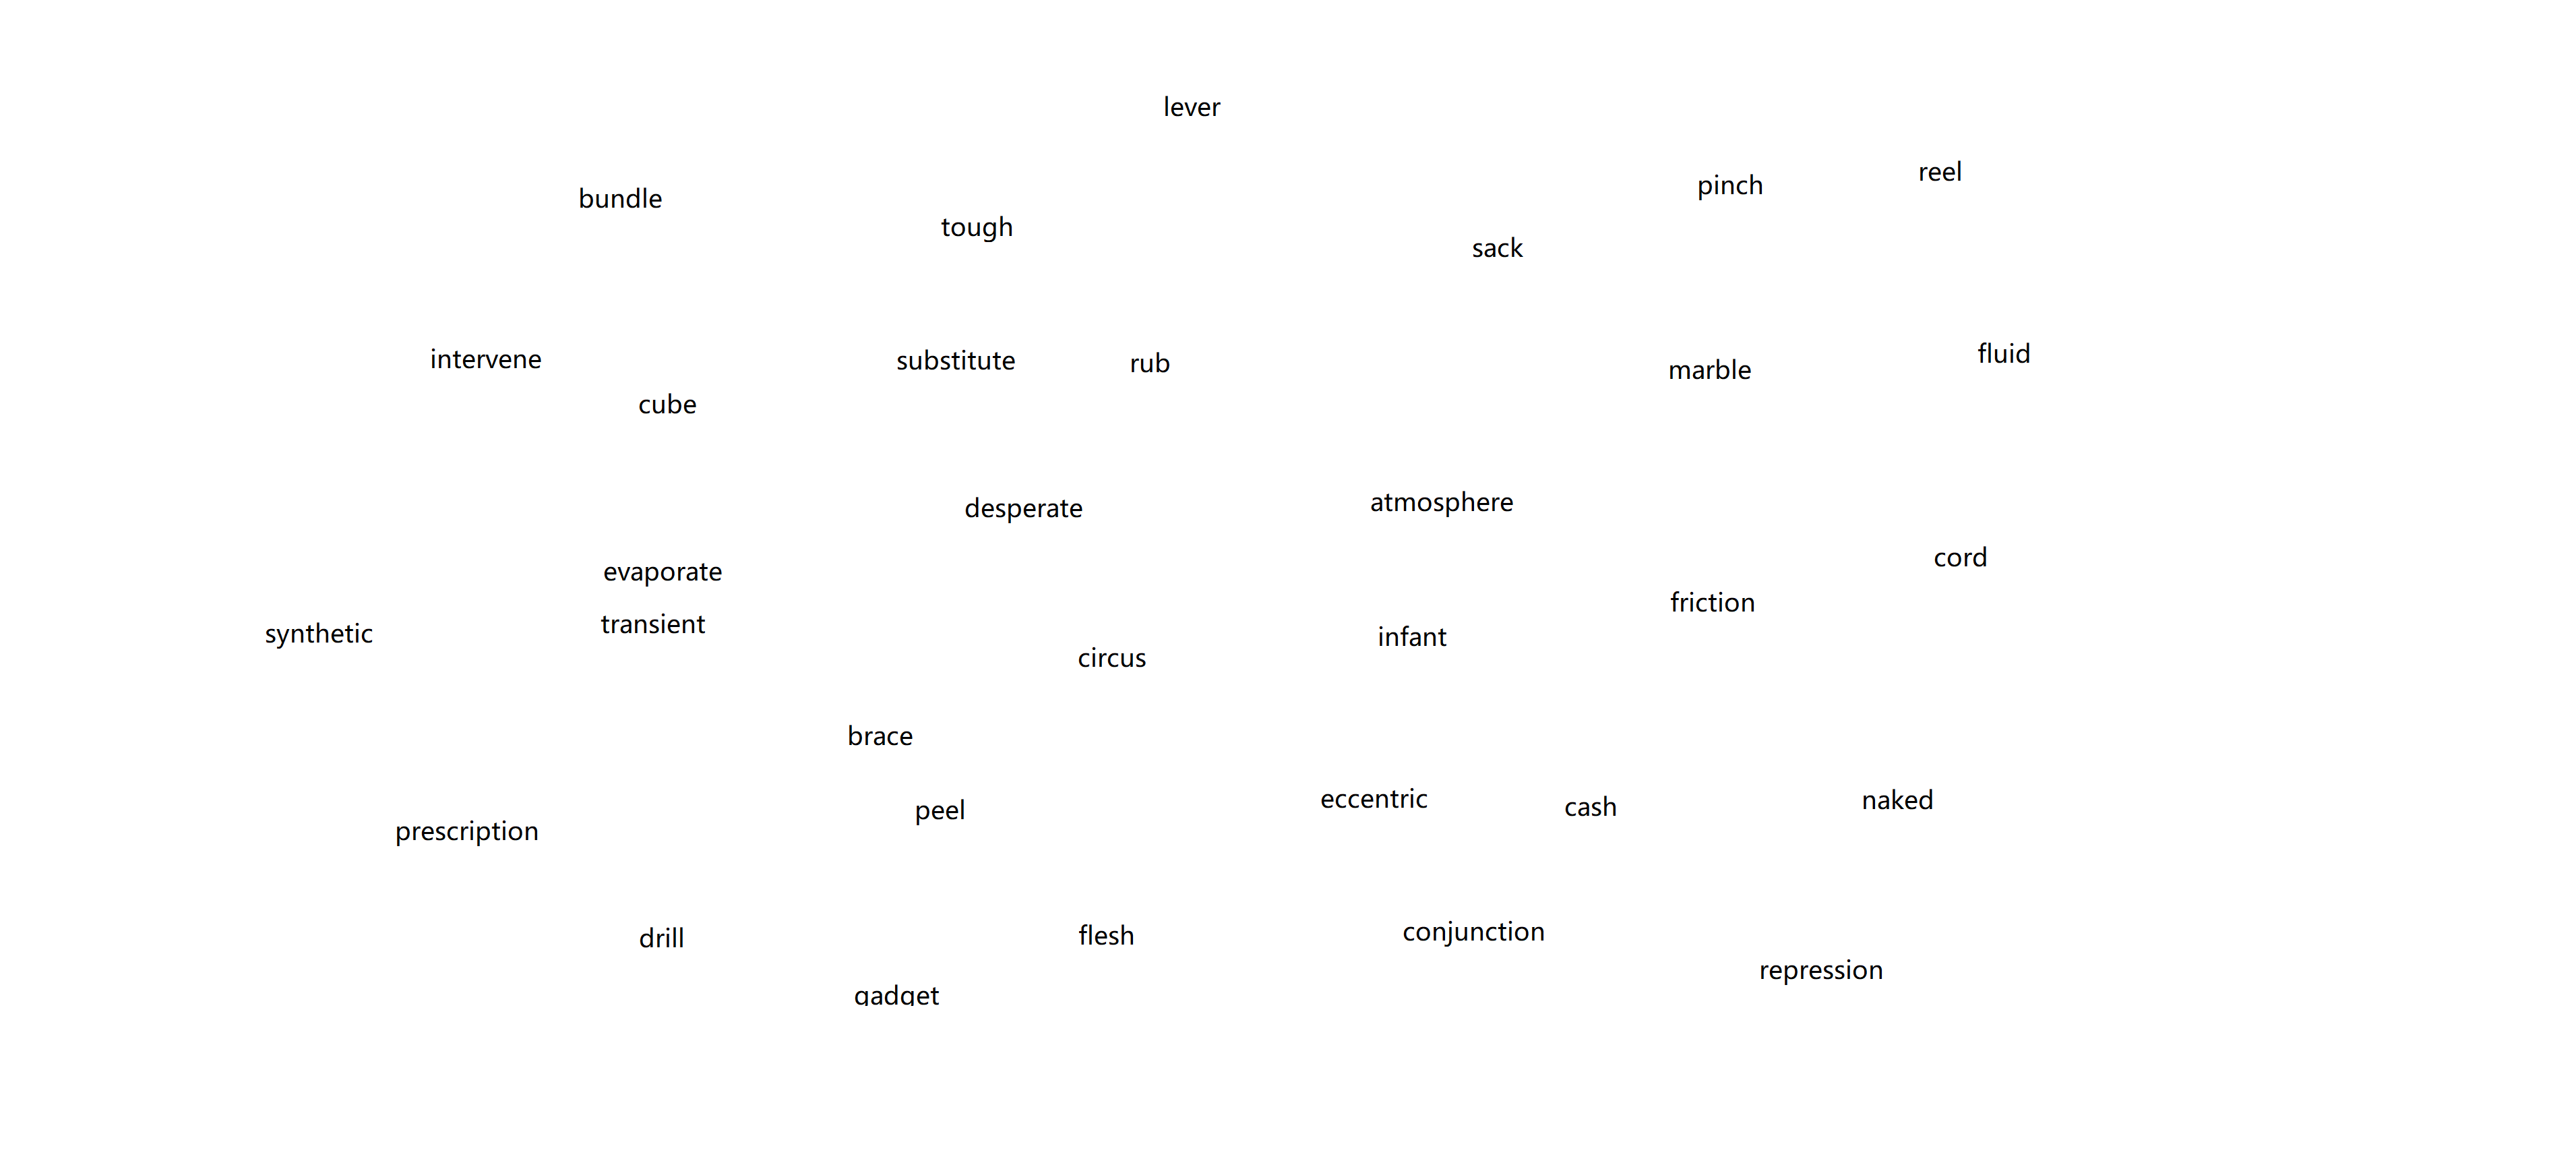 lever
reel
pinch
bundle
tough
sack
fluid
intervene
substitute
rub
marble
cube
atmosphere
desperate
cord
evaporate
friction
transient
synthetic
infant
circus
brace
eccentric
naked
cash
peel
prescription
conjunction
flesh
drill
repression
gadget